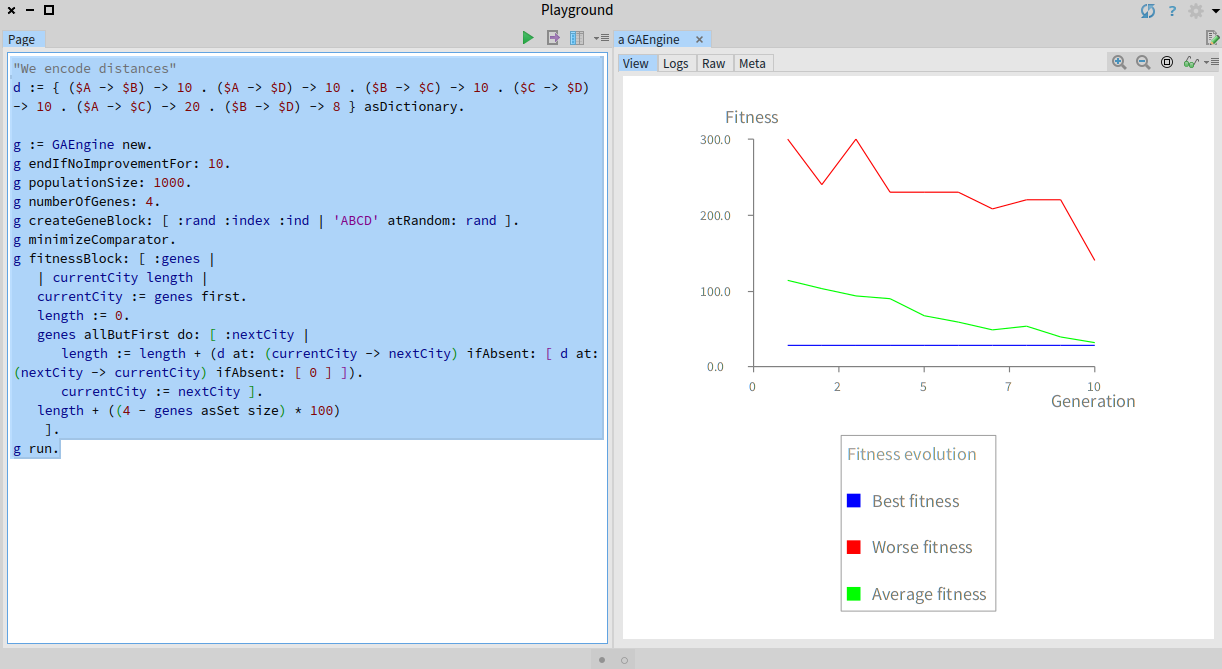 Playground
Page
"We encode distances"
d := { ($A -> $B) -> 10 . ($A -> $D) -> 10 . ($B -> $C) -> 10 . ($C -> $D)
-> 10 . ($A -> $C) -> 20 . ($B -> $D) -> 8 } asDictionary.
g := GAEngine new.
g endIfNoImprovementFor: 10.
g populationSize: 1000.
g numberOfGenes: 4.
g createGeneBlock: [ :rand :index :ind | 'ABCD' atRandom: rand ].
g minimizeComparator.
g fitnessBlock: [ :genes |
| currentCity length |
currentCity := genes first.
length := 0.
genes allButFirst do: [ :nextCity |
length := length + (d at: (currentCity -> nextCity) ifAbsent: [ d at:
(nextCity -> currentCity) ifAbsent: [ 0 ] ]).
currentCity := nextCity ].
length + ((4 - genes asSet size) * 100)
].
g run.
a GAEngine
View Logs Raw Meta
Fitness
300.0
200.0
100.0
0.0
0 2 5 7 10
Generation
Fitness evolution
Best fitness
Worse fitness
Average fitness